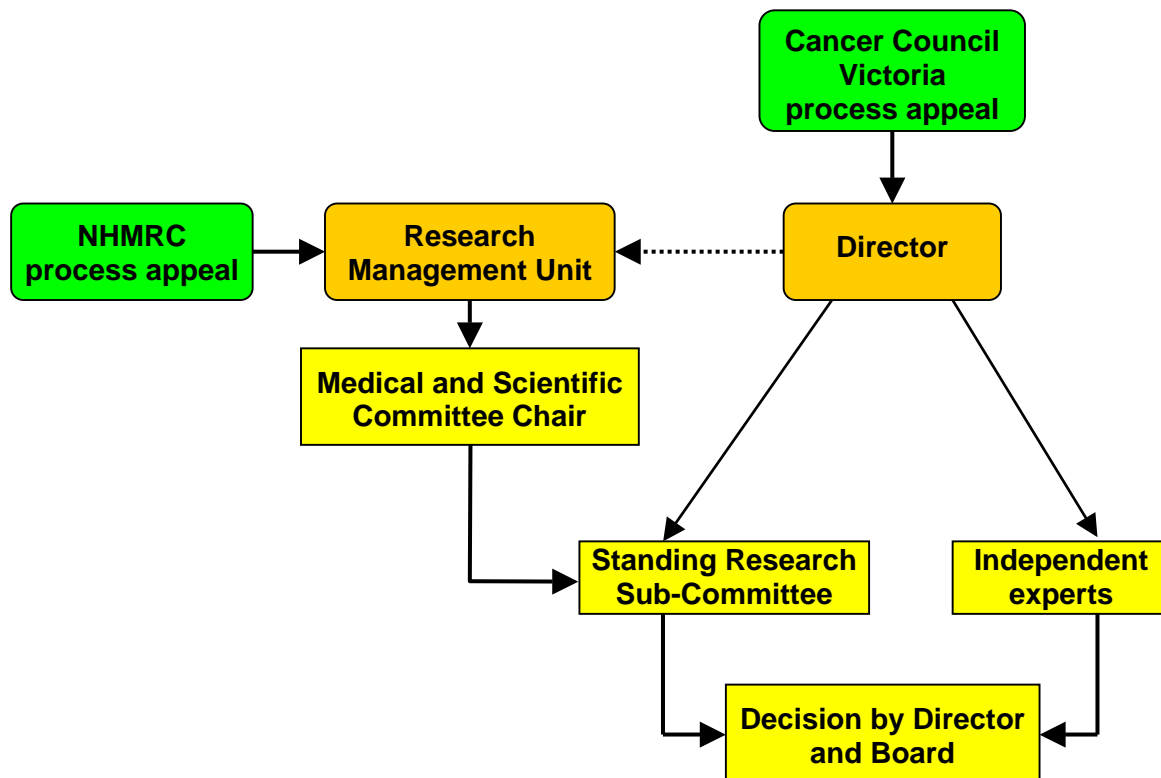 Cancer Council
Victoria
process appeal
NHMRC
process appeal
Research
Management Unit
Director
Medical and Scientific
Committee Chair
Standing Research
Sub-Committee
Independent
experts
Decision by Director
and Board